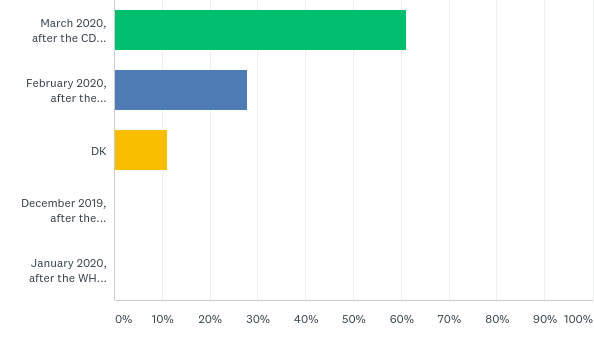 March 2020,
after the CD...
February 2020,
after the...
DK
December 2019,
after the...
January 2020,
after the WH...
0% 10% 20% 30% 40% 50% 60% 70% 80% 90% 100%